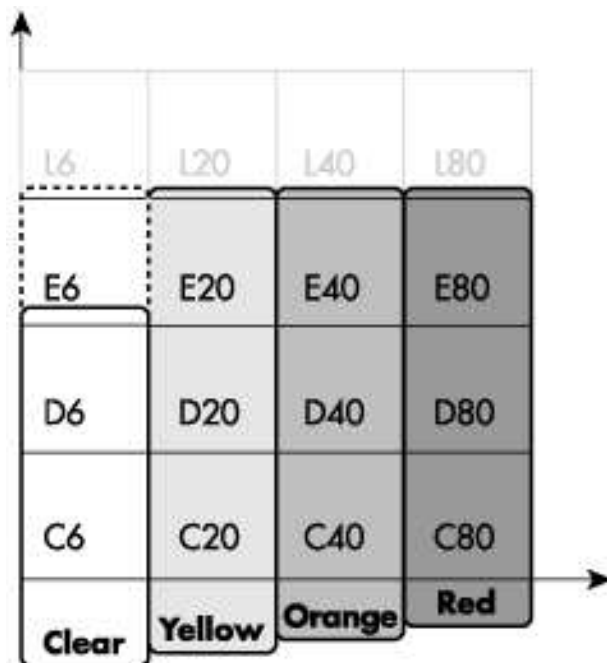 L6 L20 L40 L80
E6 E20 E40 E80
D6 D20 D40 D80
C6 C20 C40 C80
Clear Yellow Orange Red